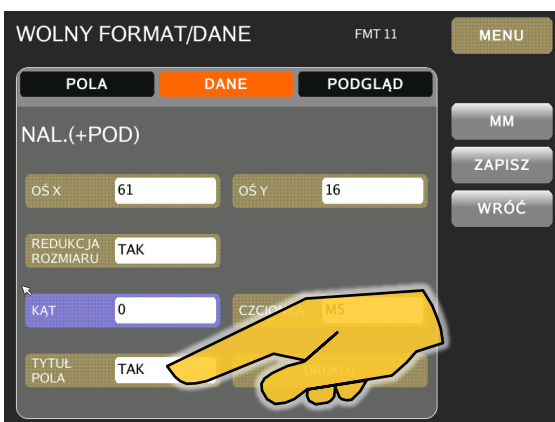 WOLNY FORMAT/DANE FMT 11 MENU
POLA DANE PODGLĄD
NAL.(+POD)
MM
ZAPISZ
WRÓĆ
OŚ X 61 OŚ Y 16
REDUKCJA
ROZMIARU TAK
KĄT 0 MS
TYTUŁ
POLA TAK DRUKUJ